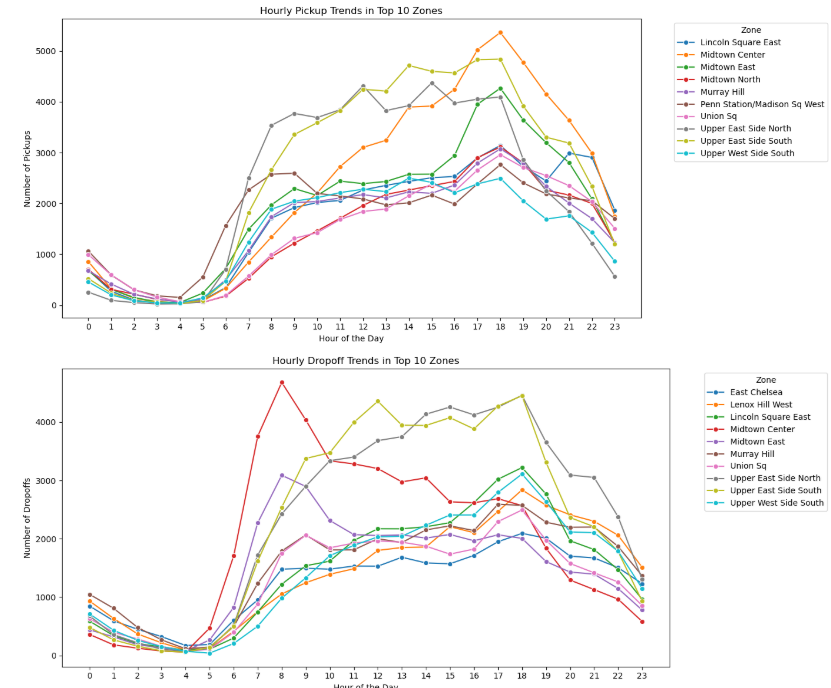 Hourly Pickup Trends in Top 10 Zones
Number of Pickups
5000
4000
3000
2000
1000
0
0 1 2 3 4 5 6 7 8 9 10 11 12 13 14 15 16 17 18 19 20 21 22 23
Hour of the Day
Zone
Lincoln Square East
Midtown Center
Midtown East
Midtown North
Murray Hill
Penn Station/Madison Sq West
Union Sq
Upper East Side North
Upper East Side South
Upper West Side South
Hourly Dropoff Trends in Top 10 Zones
Number of Dropoffs
4000
3000
2000
1000
0
0 1 2 3 4 5 6 7 8 9 10 11 12 13 14 15 16 17 18 19 20 21 22 23
Hour of the Day
Zone
East Chelsea
Lenox Hill West
Lincoln Square East
Midtown Center
Midtown East
Murray Hill
Union Sq
Upper East Side North
Upper East Side South
Upper West Side South